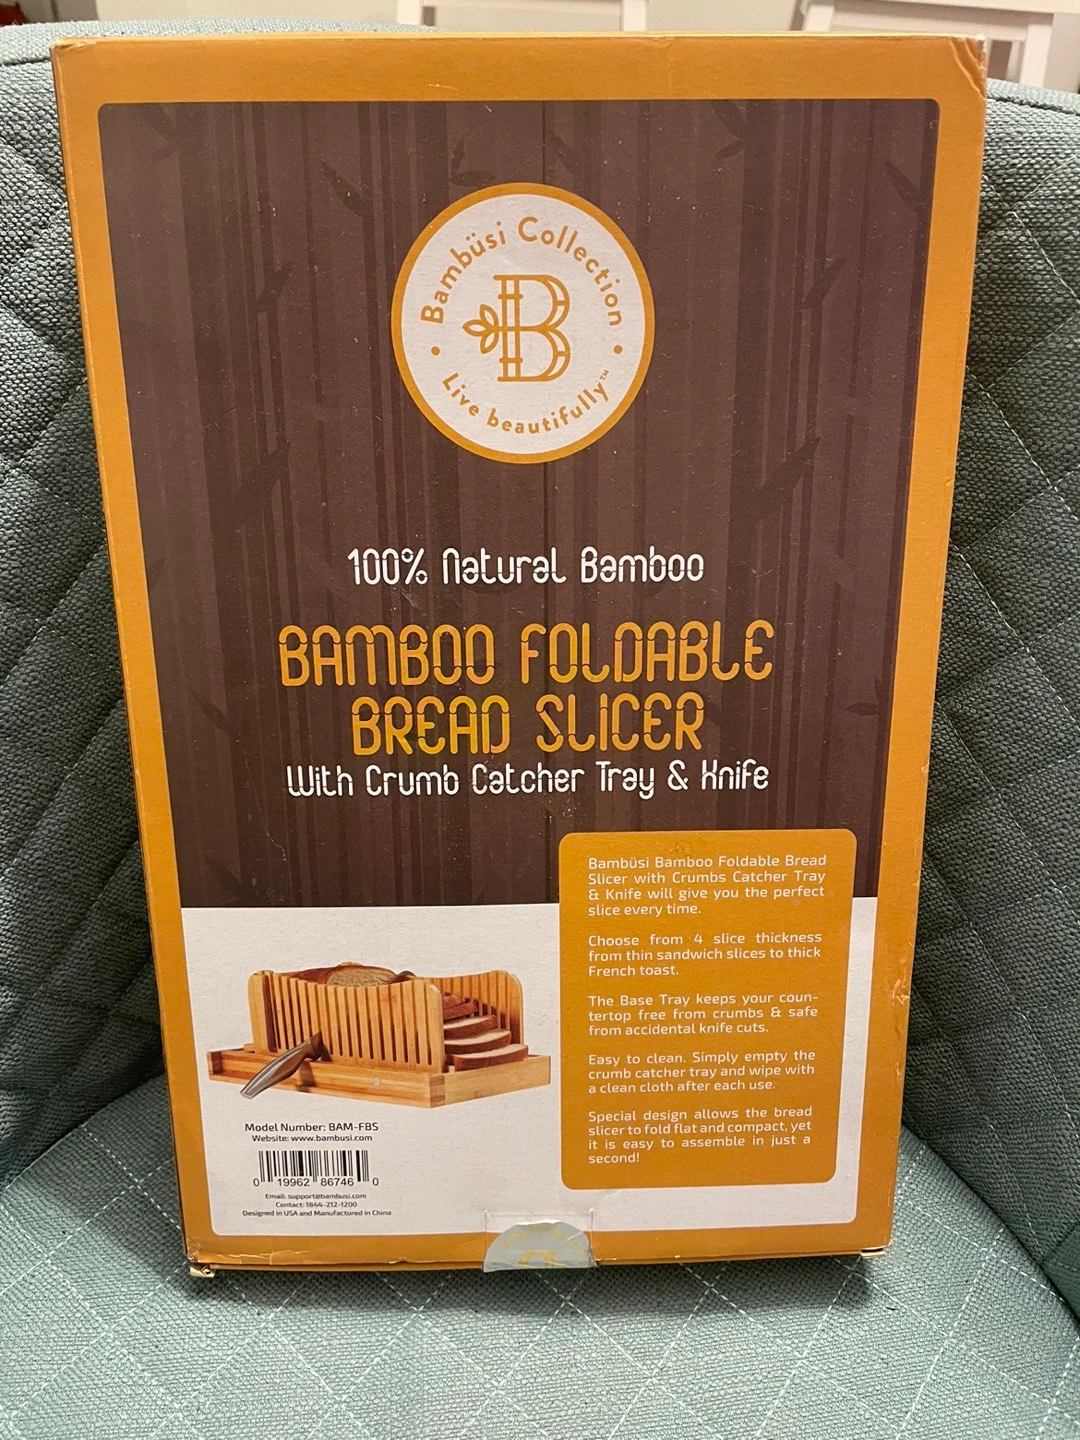 Bambüsi Collection
B
Live beautifully™
100% Natural Bamboo
BAMBOO FOLDABLE
BREAD SLICER
With Crumb Catcher Tray & Knife
Bambüsi Bamboo Foldable Bread
Slicer with Crumbs Catcher Tray
& Knife will give you the perfect
slice every time.
Choose from 4 slice thickness
from thin sandwich slices to thick
French toast.
The Base Tray keeps your coun-
tertop free from crumbs & safe
from accidental knife cuts.
Easy to clean. Simply empty the
crumb catcher tray and wipe with
a clean cloth after each use.
Special design allows the bread
slicer to fold flat and compact, yet
it is easy to assemble in just a
second!
Model Number: BAM-FBS
Website: www.bambusi.com
0 19962 86746 0
Email: support@bambusi.com
Contact: 1844-212-1200
Designed in USA and Manufactured in China